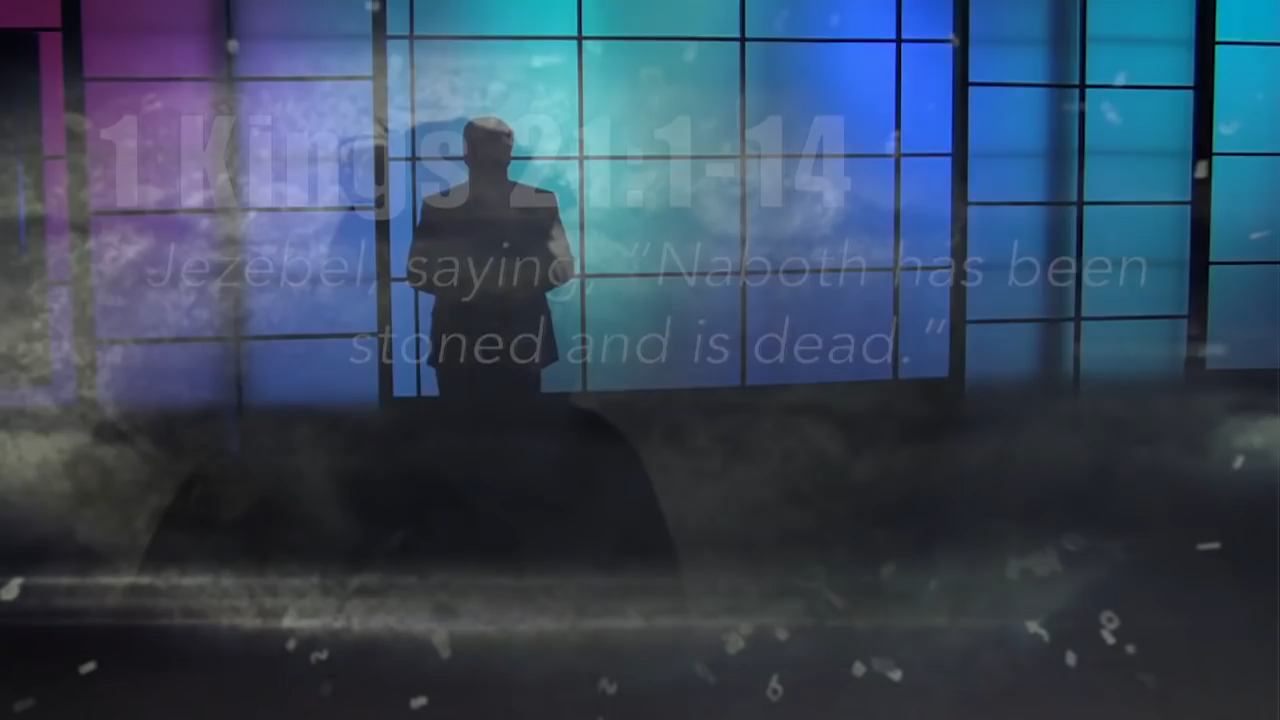 1 Kings 21:1-14
Jezebel, saying, “Naboth has been
stoned and is dead.”